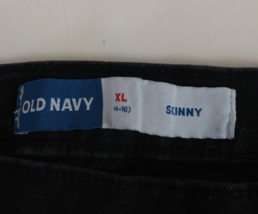 OLD NAVY
XL
(14-16)
SKINNY